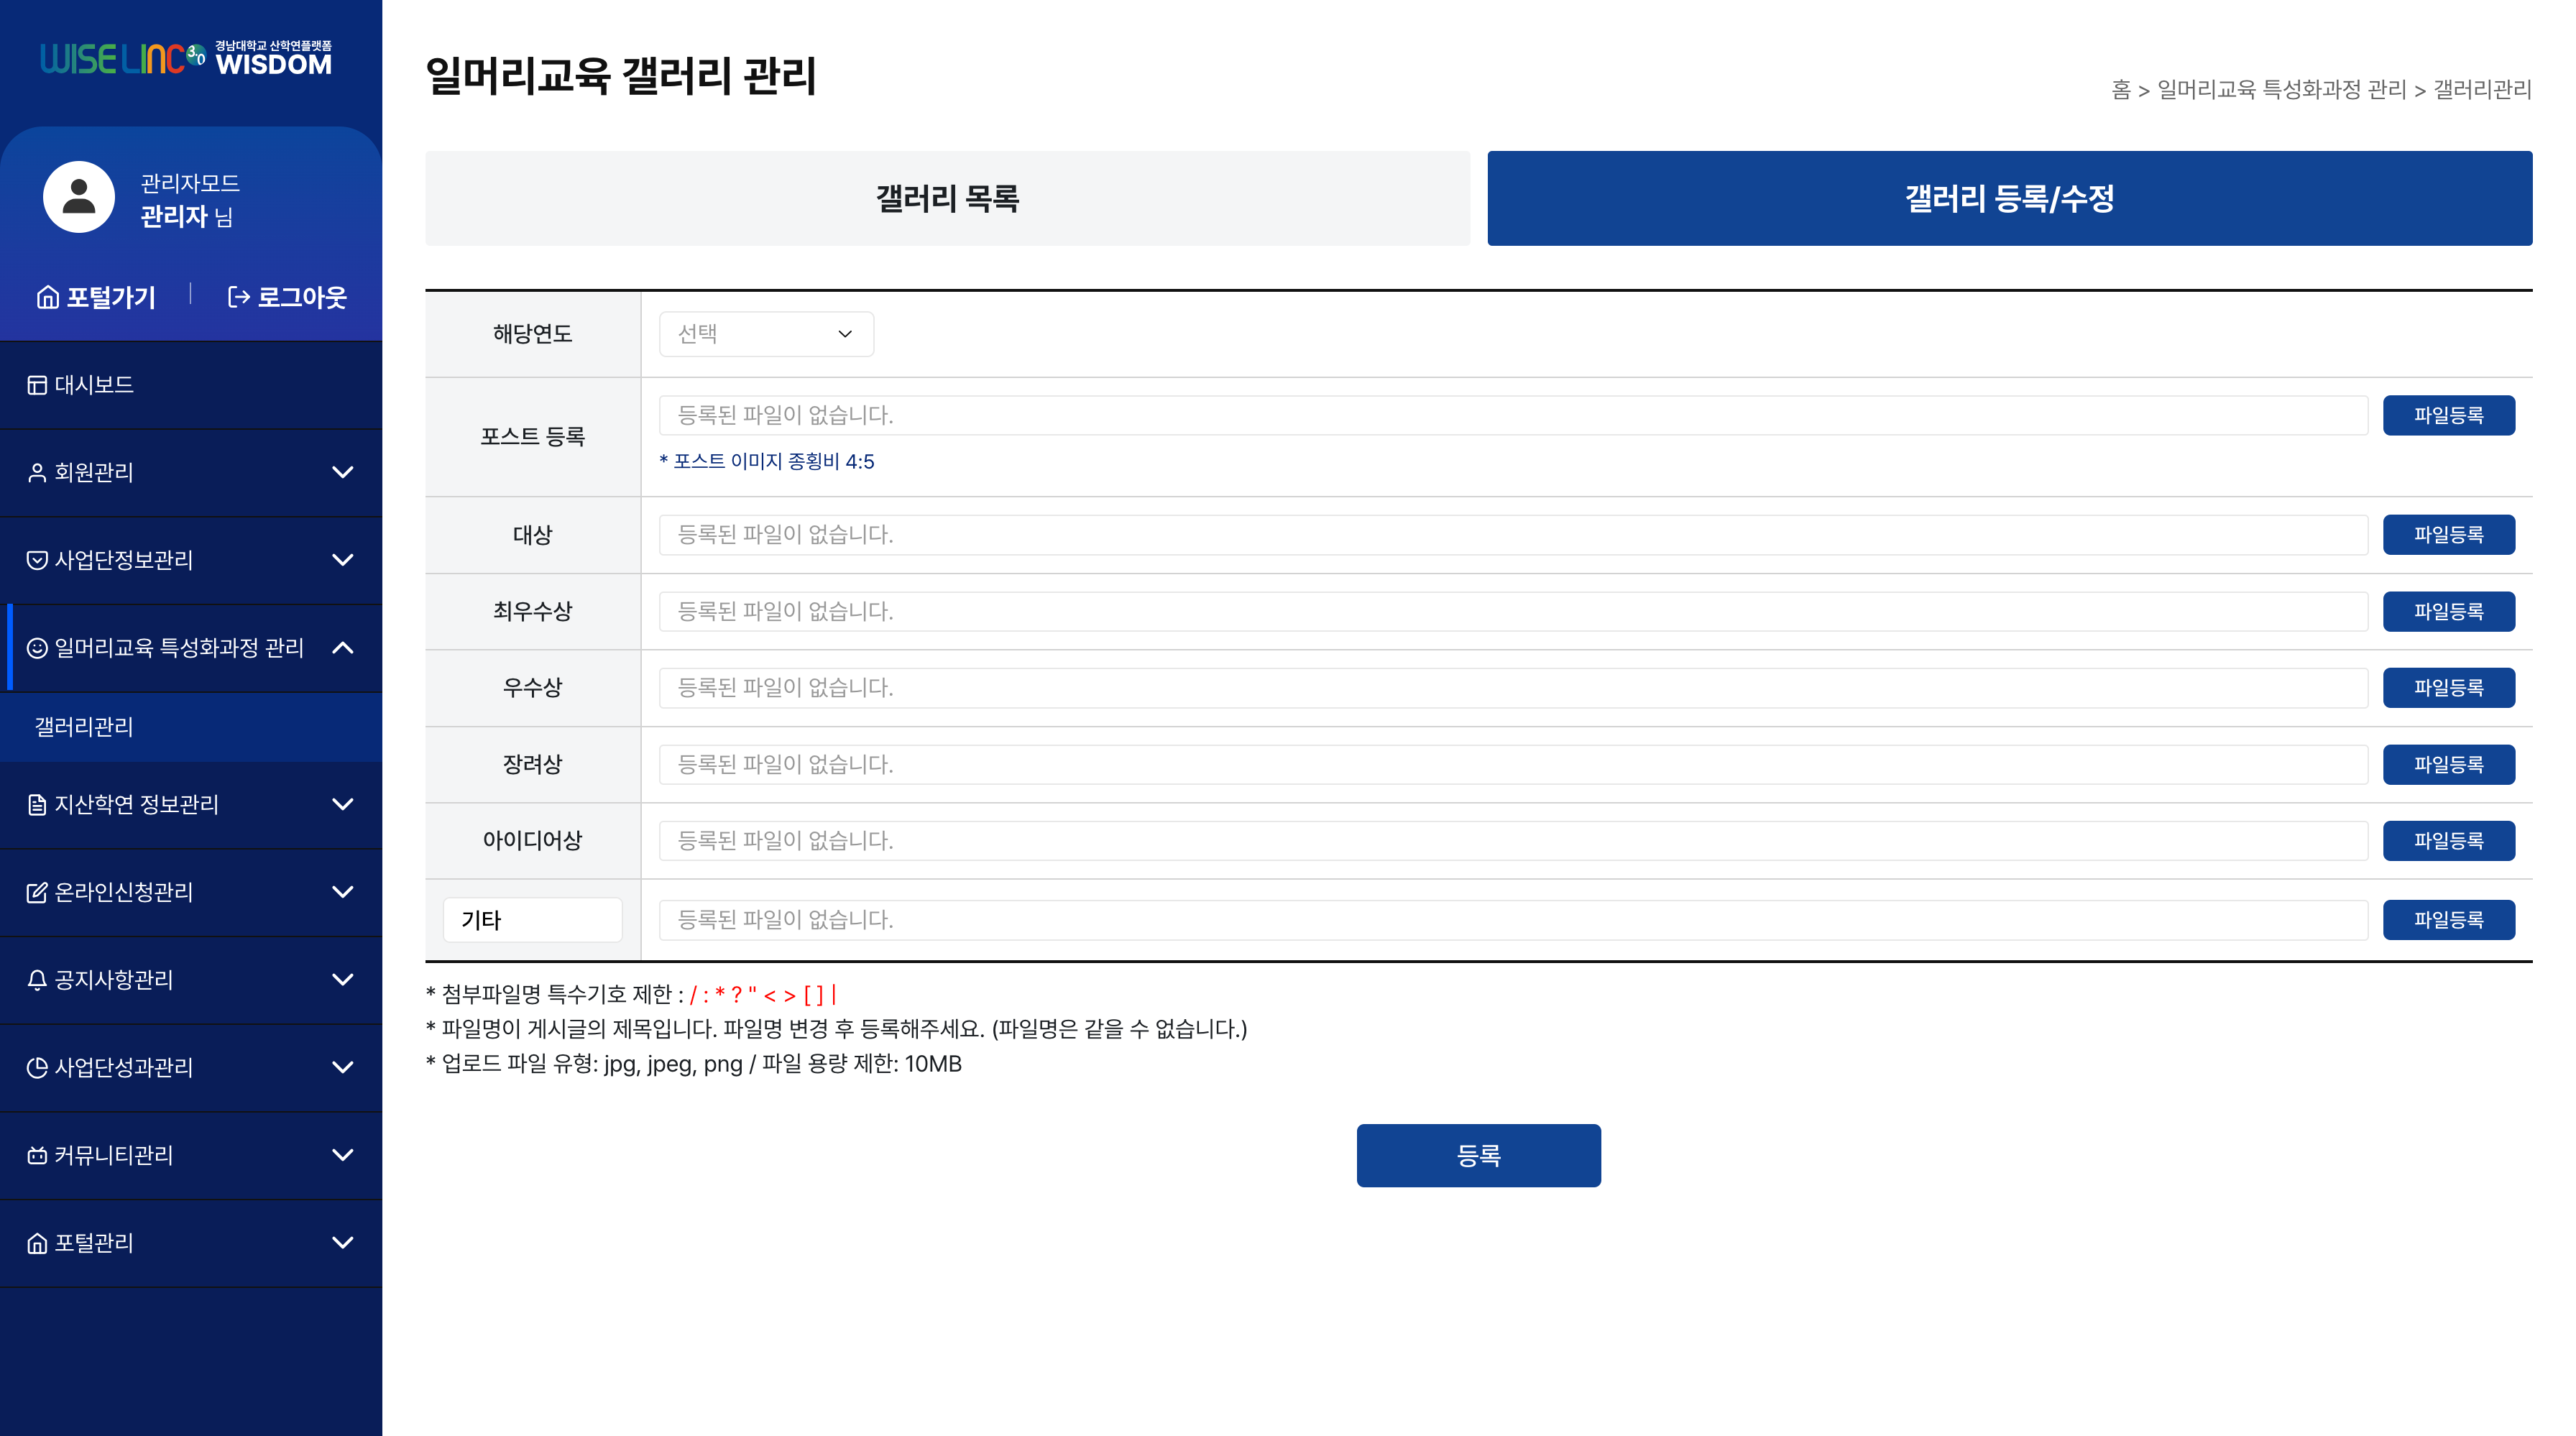 WISE LINC 3.0 경남대학교 산학연플랫폼
WISDOM
관리자모드
관리자 님
포털가기
로그아웃
대시보드
회원관리
사업단정보관리
일머리교육 특성화과정 관리
갤러리관리
지산학연 정보관리
온라인신청관리
공지사항관리
사업단성과관리
커뮤니티관리
포털관리
일머리교육 갤러리 관리
홈 > 일머리교육 특성화과정 관리 > 갤러리관리
갤러리 목록
갤러리 등록/수정
해당연도 선택
포스트 등록 등록된 파일이 없습니다. 파일등록
* 포스트 이미지 종횡비 4:5
대상 등록된 파일이 없습니다. 파일등록
최우수상 등록된 파일이 없습니다. 파일등록
우수상 등록된 파일이 없습니다. 파일등록
장려상 등록된 파일이 없습니다. 파일등록
아이디어상 등록된 파일이 없습니다. 파일등록
기타 등록된 파일이 없습니다. 파일등록
* 첨부파일명 특수기호 제한 : / : * ? " < > [ ] |
* 파일명이 게시글의 제목입니다. 파일명 변경 후 등록해주세요. (파일명은 같을 수 없습니다.)
* 업로드 파일 유형: jpg, jpeg, png / 파일 용량 제한: 10MB
등록